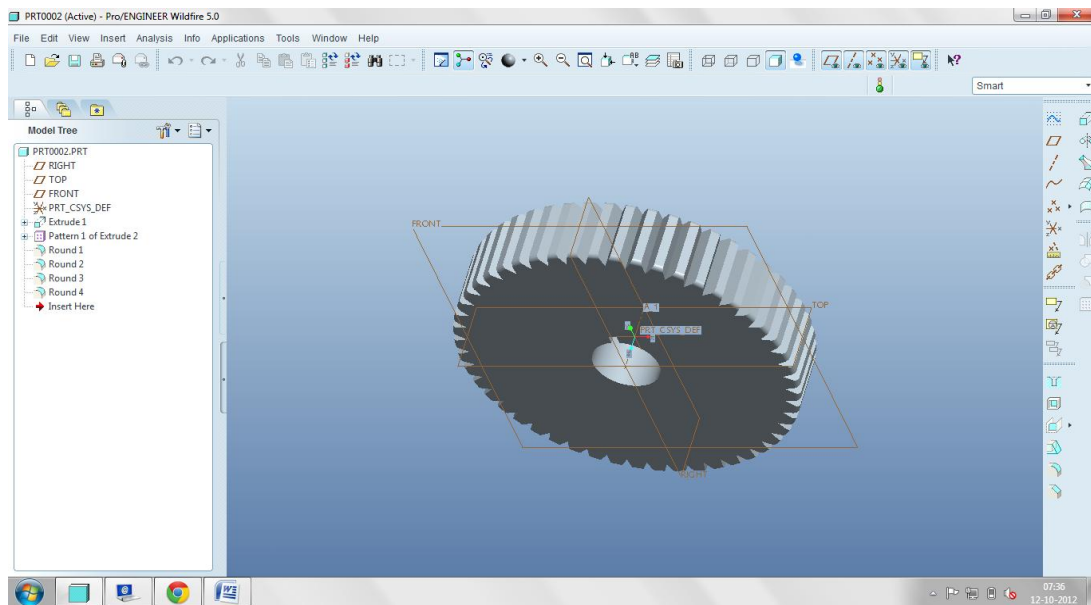 PRT0002 (Active) - Pro/ENGINEER Wildfire 5.0
File Edit View Insert Analysis Info Applications Tools Window Help
Smart
Model Tree
PRT0002.PRT
RIGHT
TOP
FRONT
PRT_CSYS_DEF
Extrude 1
Pattern 1 of Extrude 2
Round 1
Round 2
Round 3
Round 4
Insert Here
FRONT
TOP
A_1
PRT_CSYS_DEF
RIGHT
07:36
12-10-2012